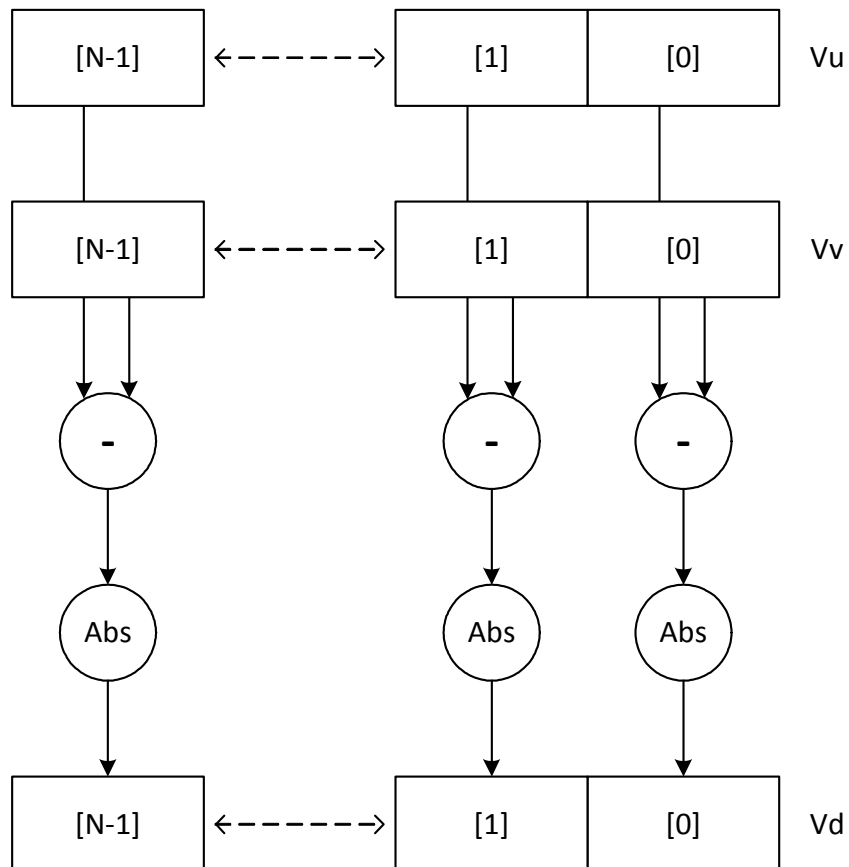 [N-1] [1] [0] Vu
[N-1] [1] [0] Vv
- - -
Abs Abs Abs
[N-1] [1] [0] Vd